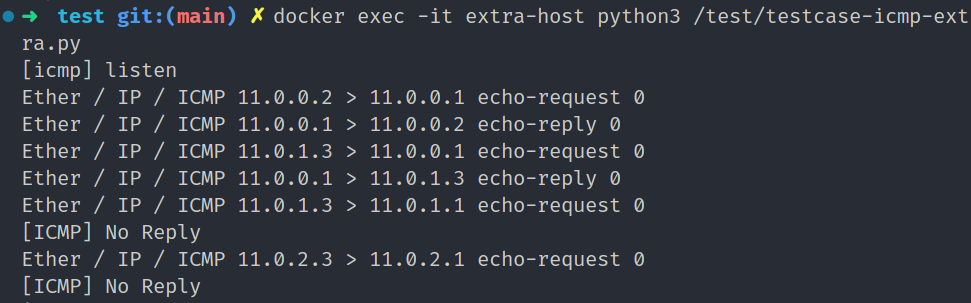 ➜ test git:(main) ✗ docker exec -it extra-host python3 /test/testcase-icmp-ext
ra.py
[icmp] listen
Ether / IP / ICMP 11.0.0.2 > 11.0.0.1 echo-request 0
Ether / IP / ICMP 11.0.0.1 > 11.0.0.2 echo-reply 0
Ether / IP / ICMP 11.0.1.3 > 11.0.0.1 echo-request 0
Ether / IP / ICMP 11.0.0.1 > 11.0.1.3 echo-reply 0
Ether / IP / ICMP 11.0.1.3 > 11.0.1.1 echo-request 0
[ICMP] No Reply
Ether / IP / ICMP 11.0.2.3 > 11.0.2.1 echo-request 0
[ICMP] No Reply